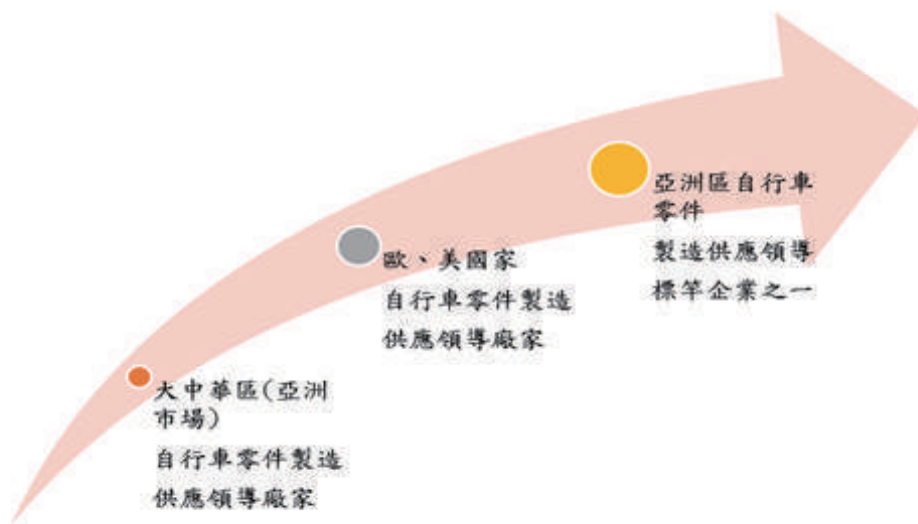 大中華區(亞洲
市場)
自行車零件製造
供應領導廠家
歐、美國家
自行車零件製造
供應領導廠家
亞洲區自行車
零件
製造供應領導
標竿企業之一